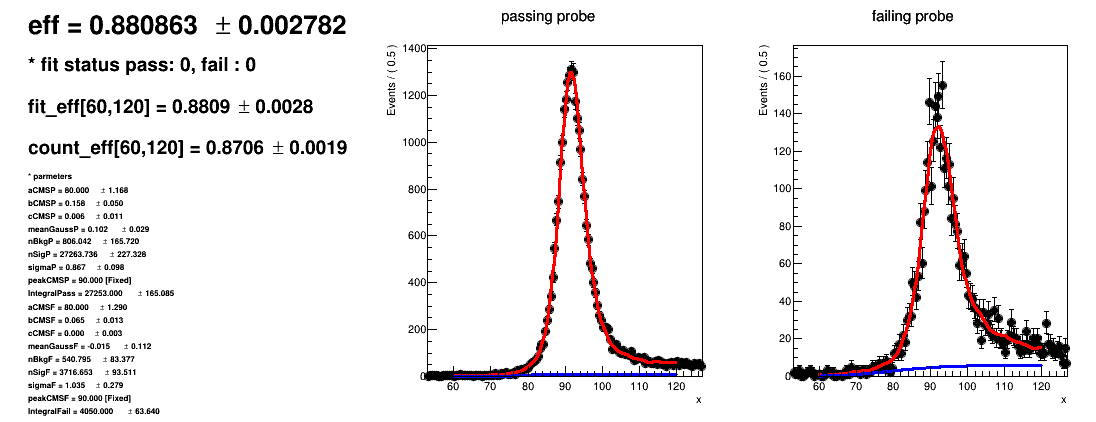 eff = 0.880863 ± 0.002782
* fit status pass: 0, fail : 0
fit_eff[60,120] = 0.8809 ± 0.0028
count_eff[60,120] = 0.8706 ± 0.0019
* parmeters
aCMSP = 80.000 ± 1.168
bCMSP = 0.158 ± 0.050
cCMSP = 0.006 ± 0.011
meanGaussP = 0.102 ± 0.029
nBkgP = 806.042 ± 165.720
nSigP = 27263.736 ± 227.328
sigmaP = 0.867 ± 0.098
peakCMSP = 90.000 [Fixed]
IntegralPass = 27253.000 ± 165.085
aCMSF = 80.000 ± 1.290
bCMSF = 0.065 ± 0.013
cCMSF = 0.000 ± 0.003
meanGaussF = -0.015 ± 0.112
nBkgF = 540.795 ± 83.377
nSigF = 3716.653 ± 93.511
sigmaF = 1.035 ± 0.279
peakCMSF = 90.000 [Fixed]
IntegralFail = 4050.000 ± 63.640
passing probe
Events / ( 0.5 )
1400
1200
1000
800
600
400
200
0
60 70 80 90 100 110 120
x
failing probe
Events / ( 0.5 )
160
140
120
100
80
60
40
20
0
60 70 80 90 100 110 120
x